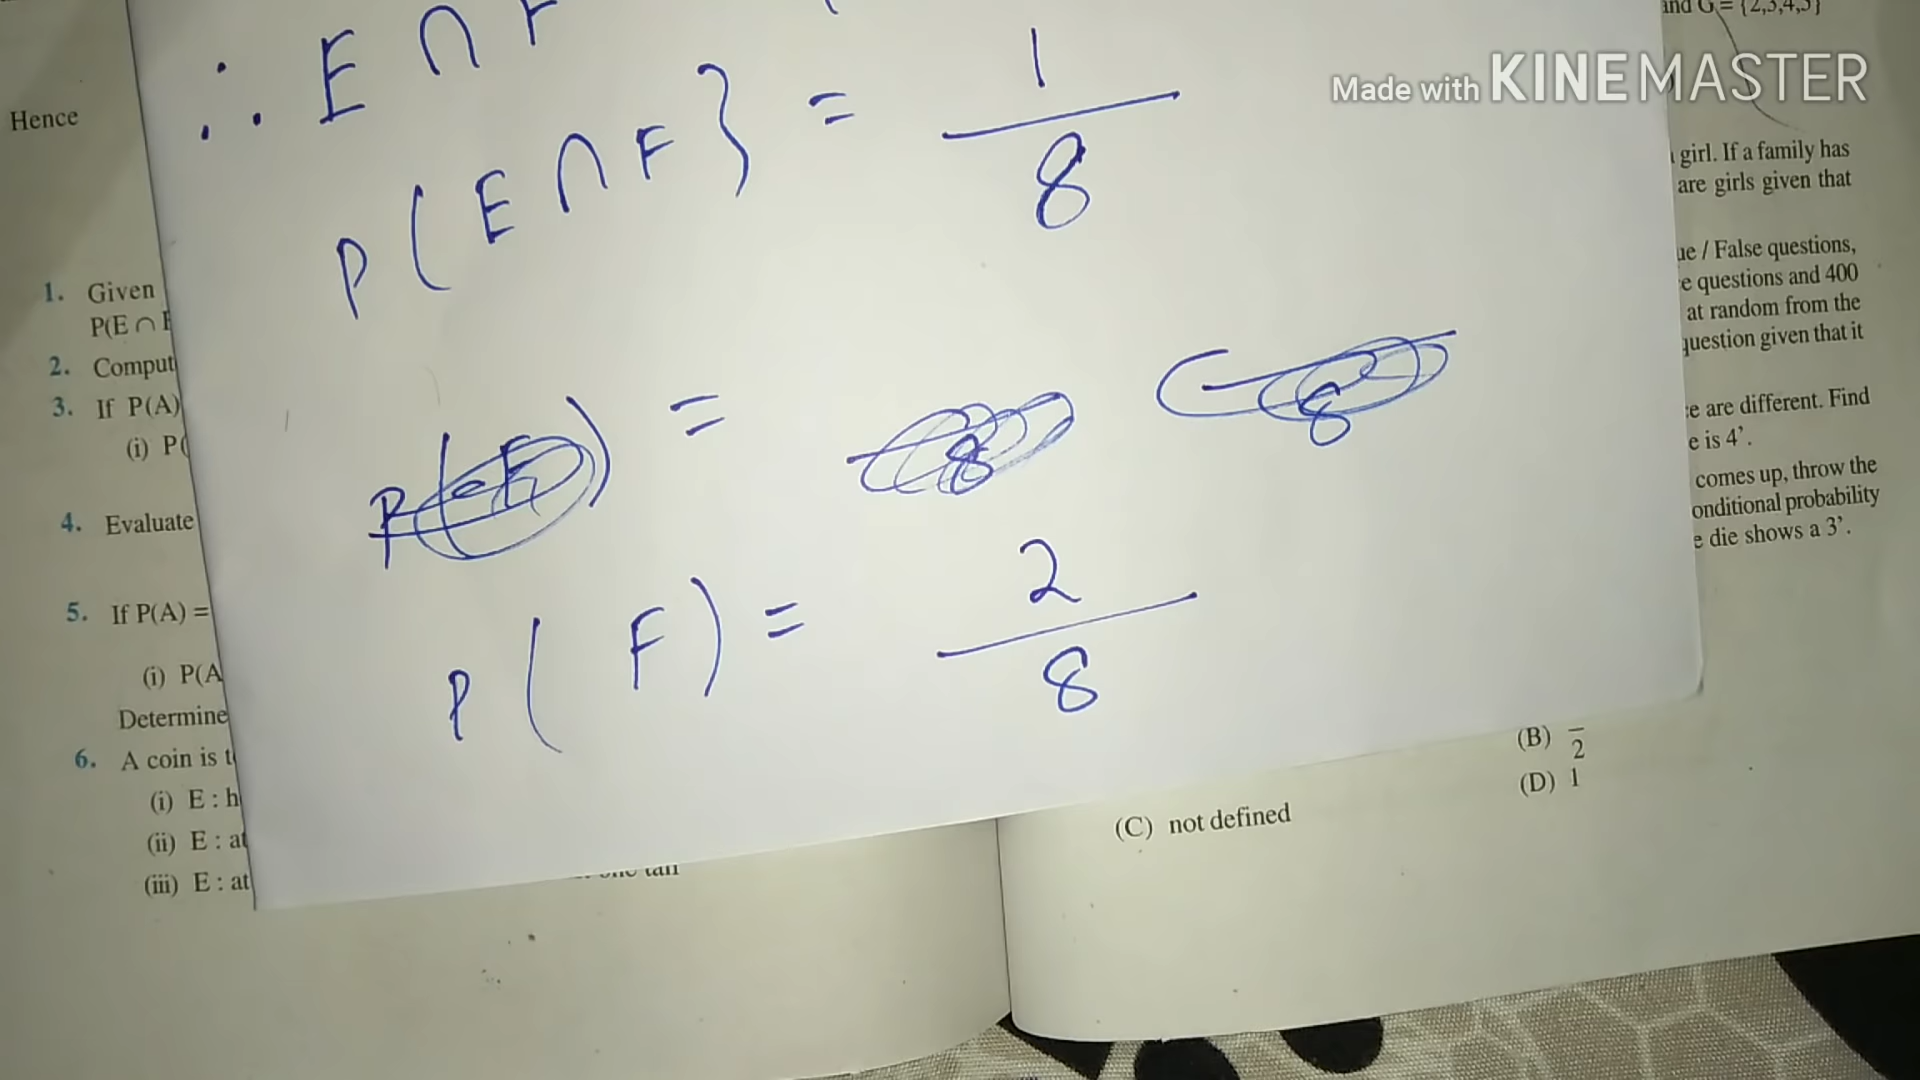 and G = {2,3,4,5}
Made with KINEMASTER
Hence
∴ E ∩ F
P(E ∩ F} = 1/8
girl. If a family has
are girls given that
/ False questions,
e questions and 400
at random from the
question given that it
1. Given
P(E ∩
2. Comput
3. If P(A)
(i) P(
e are different. Find
e is 4’.
comes up, throw the
onditional probability
e die shows a 3’.
4. Evaluate
P(F) = 2/8
5. If P(A) =
(i) P(A
Determine
6. A coin is t
(i) E : h
(ii) E : at
(iii) E : at
(B) 2
(D) 1
(C) not defined